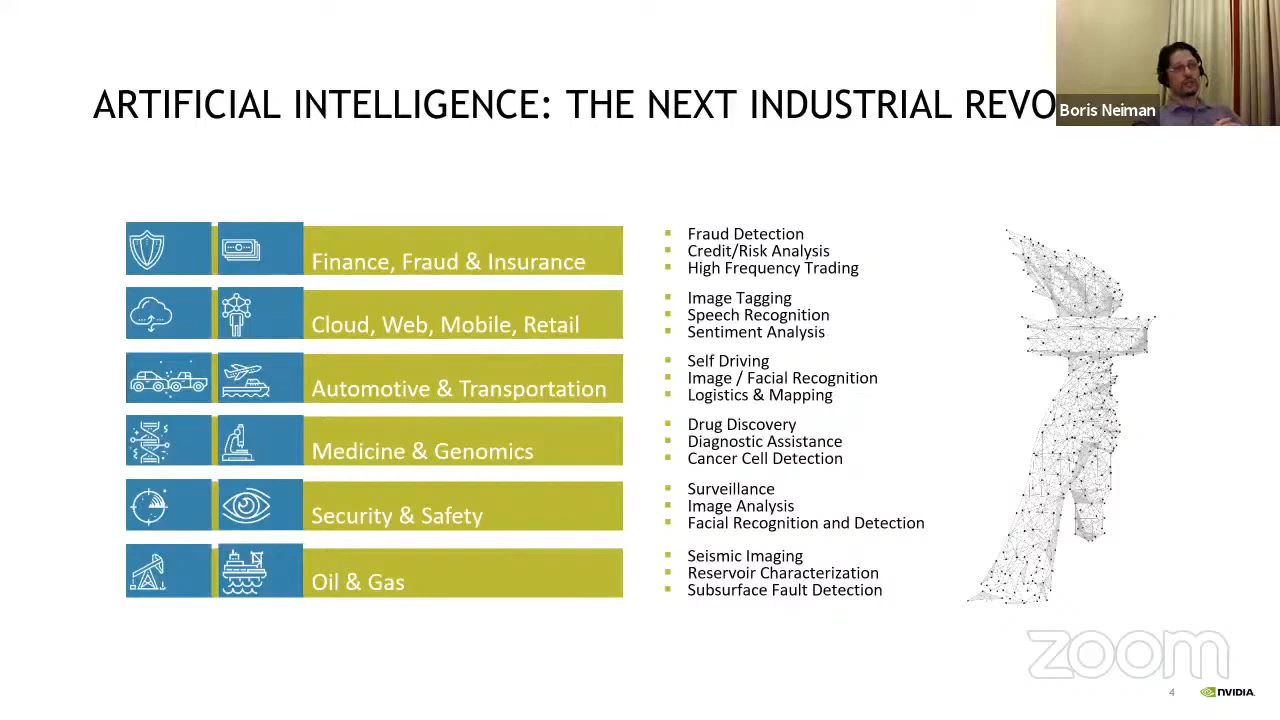 ARTIFICIAL INTELLIGENCE: THE NEXT INDUSTRIAL REVO
Boris Neiman
Finance, Fraud & Insurance
Fraud Detection
Credit/Risk Analysis
High Frequency Trading
Cloud, Web, Mobile, Retail
Image Tagging
Speech Recognition
Sentiment Analysis
Automotive & Transportation
Self Driving
Image / Facial Recognition
Logistics & Mapping
Medicine & Genomics
Drug Discovery
Diagnostic Assistance
Cancer Cell Detection
Security & Safety
Surveillance
Image Analysis
Facial Recognition and Detection
Oil & Gas
Seismic Imaging
Reservoir Characterization
Subsurface Fault Detection
zoom
4
NVIDIA.